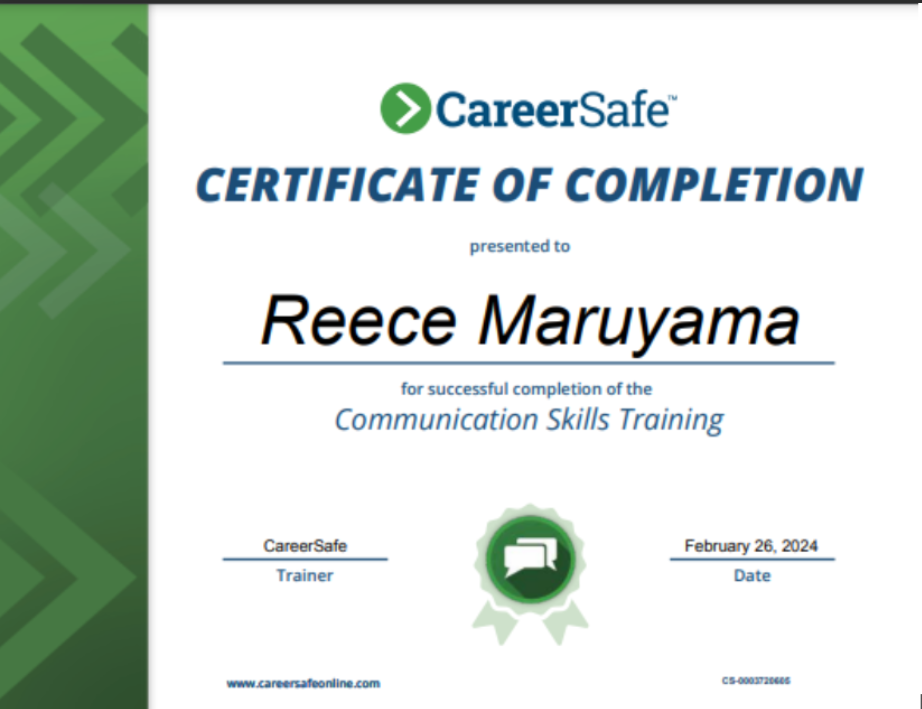 CareerSafe™
CERTIFICATE OF COMPLETION
presented to
Reece Maruyama
for successful completion of the
Communication Skills Training
CareerSafe
Trainer
February 26, 2024
Date
www.careersafeonline.com
CS-0003720605